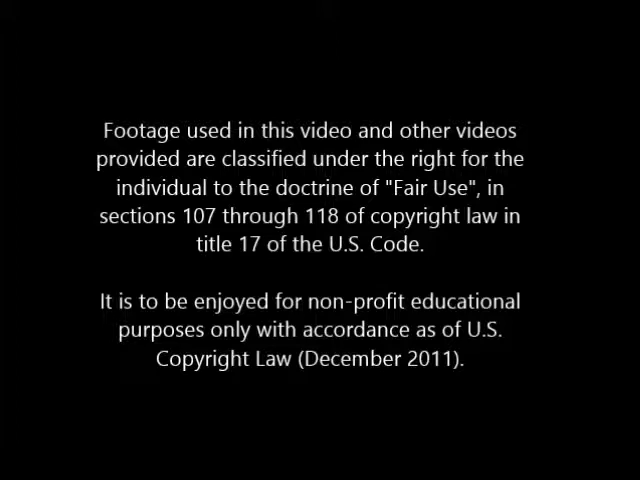 Footage used in this video and other videos
provided are classified under the right for the
individual to the doctrine of "Fair Use", in
sections 107 through 118 of copyright law in
title 17 of the U.S. Code.
It is to be enjoyed for non-profit educational
purposes only with accordance as of U.S.
Copyright Law (December 2011).